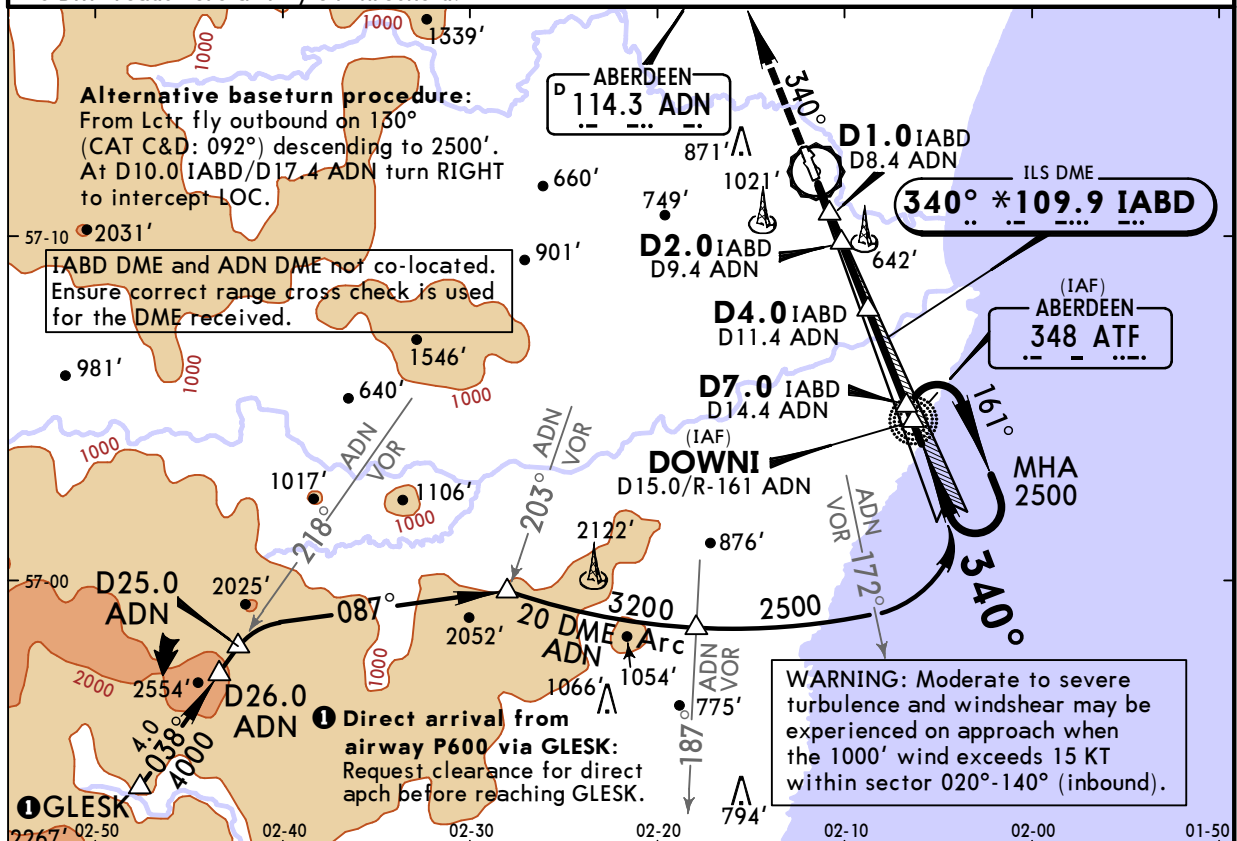 1339'
1000
1000
Alternative baseturn procedure:
From Lctr fly outbound on 130°
(CAT C&D: 092°) descending to 2500'.
At D10.0 IABD/D17.4 ADN turn RIGHT
to intercept LOC.
ABERDEEN
D 114.3 ADN
340°
871'
1021'
D1.0 IABD
D8.4 ADN
ILS DME
340° *109.9 IABD
660'
749'
57-10
2031'
901'
D2.0 IABD
D9.4 ADN
642'
IABD DME and ADN DME not co-located.
Ensure correct range cross check is used
for the DME received.
(IAF)
ABERDEEN
348 ATF
D4.0 IABD
D11.4 ADN
1546'
981'
1000
640'
1000
D7.0 IABD
D14.4 ADN
161°
(IAF)
DOWNI
D15.0/R-161 ADN
MHA
2500
1000
ADN
VOR
218°
ADN
VOR
203°
1017'
1106'
1000
ADN
VOR
172°
2122'
876'
57-00
D25.0
ADN
2025'
087°
3200
2500
340°
2052'
20 DME Arc
ADN
1054'
1000
ADN
VOR
187°
2000
2554'
D26.0
ADN
1066'
775'
WARNING: Moderate to severe
turbulence and windshear may be
experienced on approach when
the 1000' wind exceeds 15 KT
within sector 020°-140° (inbound).
1 Direct arrival from
airway P600 via GLESK:
Request clearance for direct
apch before reaching GLESK.
4.0
038°
4000
1 GLESK
794'
2267'
02-50
02-40
02-30
02-20
02-10
02-00
01-50